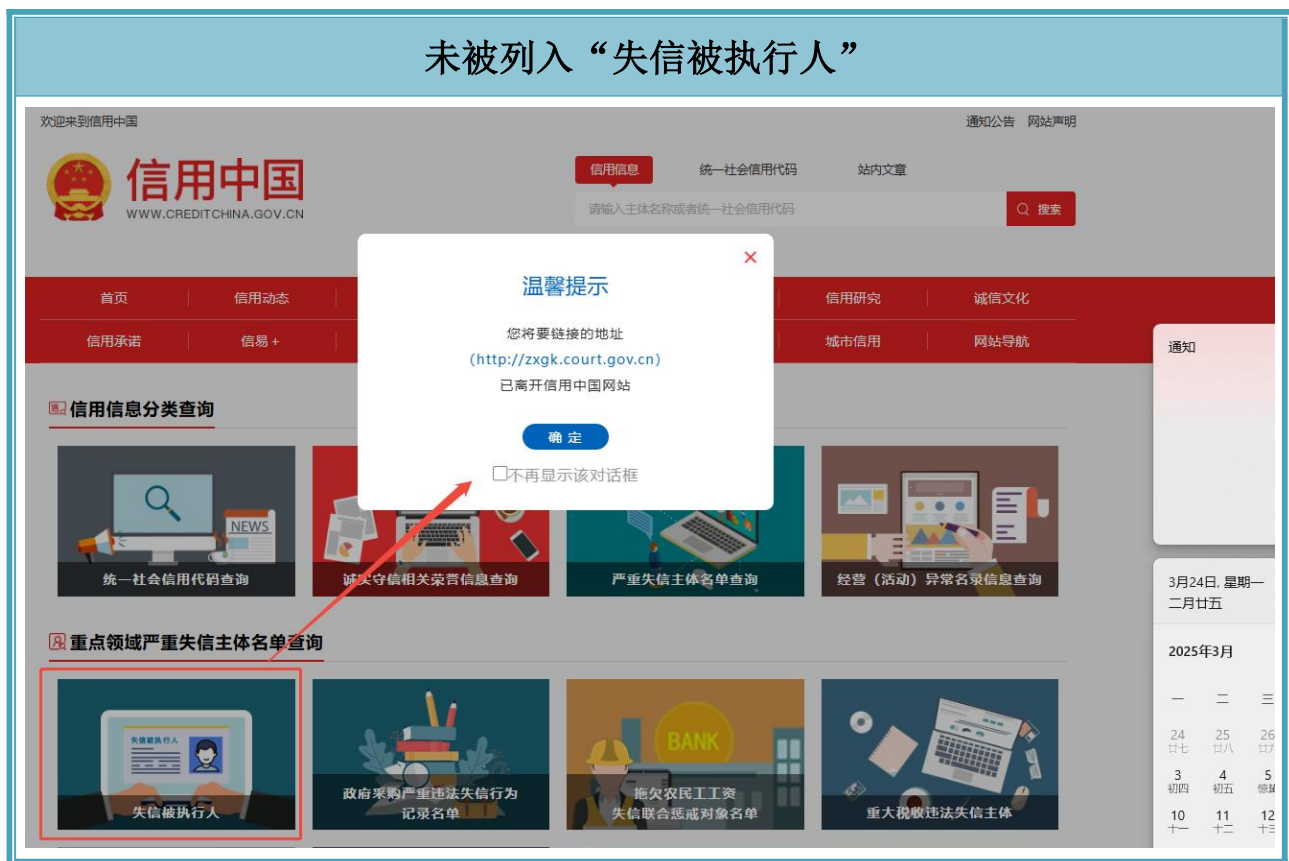 未被列入“失信被执行人”
欢迎来到信用中国
通知公告 网站声明
信用中国
WWW.CREDITCHINA.GOV.CN
信用信息 统一社会信用代码 站内文章
请输入主体名称或者统一社会信用代码
搜索
温馨提示
您将要链接的地址
(http://zxgk.court.gov.cn)
已离开信用中国网站
确 定
不再显示该对话框
首页 信用动态 信用研究 诚信文化
信用承诺 信易+ 城市信用 网站导航
通知
信用信息分类查询
NEWS
统一社会信用代码查询 诚实守信相关荣誉信息查询 严重失信主体名单查询 经营（活动）异常名录信息查询
3月24日, 星期一
二月廿五
重点领域严重失信主体名单查询
2025年3月
一 二 三
24 25 26
廿七 廿八
3 4 5
初四 初五
10 11 12
十一 十二
失信被执行人
BANK
失信被执行人
政府采购严重违法失信行为
记录名单
拖欠农民工工资
失信联合惩戒对象名单
重大税收违法失信主体